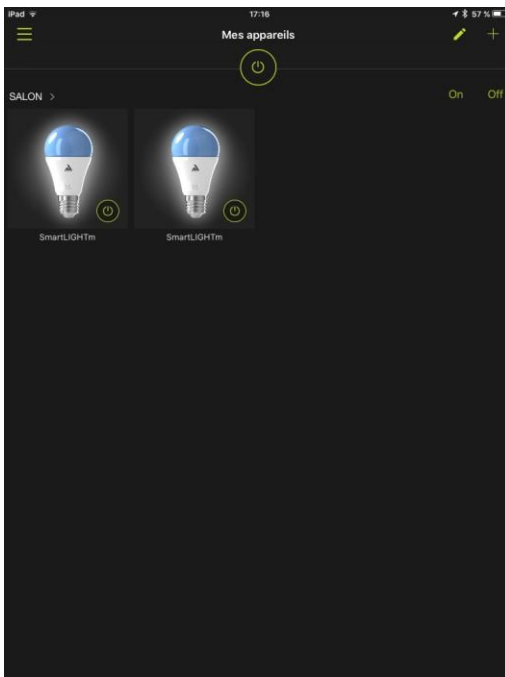 iPad 17:16 57 %
Mes appareils
SALON >
On Off
SmartLIGHTm SmartLIGHTm